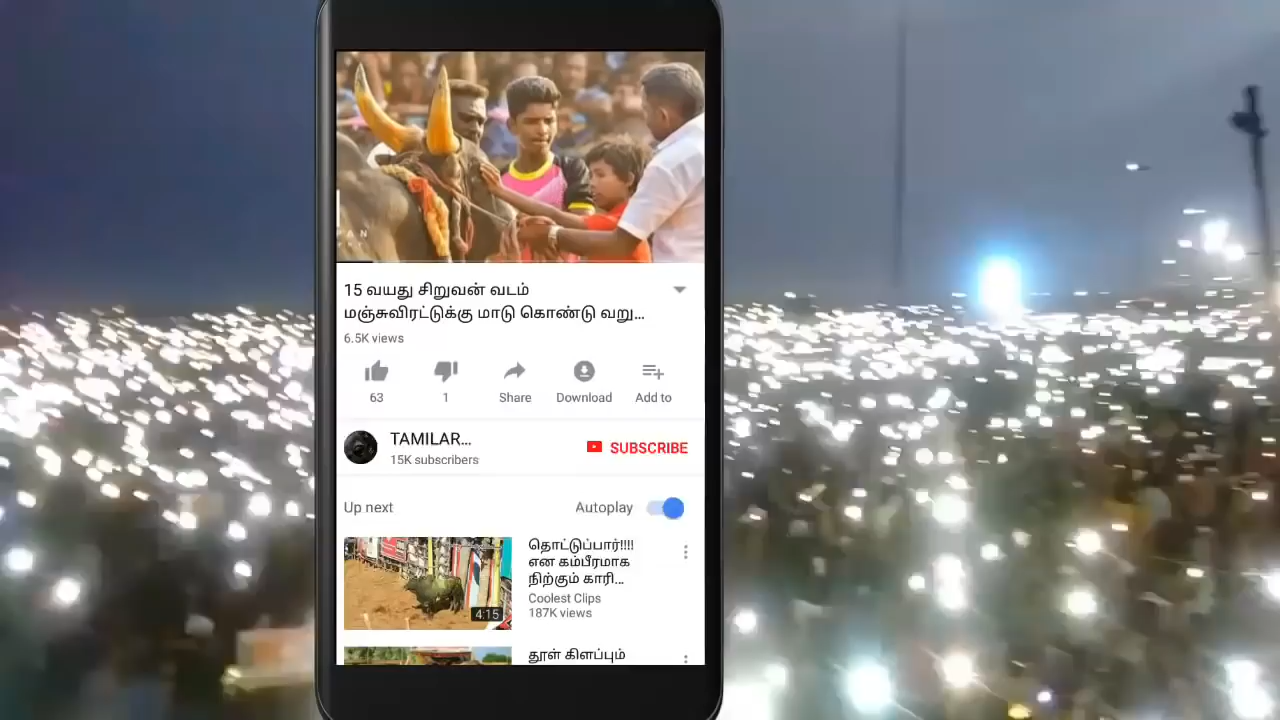 15 வயது சிறுவன் வடம்
மஞ்சுவிரட்டுக்கு மாடு கொண்டு வறு...
6.5K views
63
1
Share
Download
Add to
TAMILAR...
15K subscribers
SUBSCRIBE
Up next
Autoplay
தொட்டுப்பார்!!!!
என கம்பீரமாக
நிற்கும் காரி...
Coolest Clips
187K views
4:15
தூள் கிளப்பும்